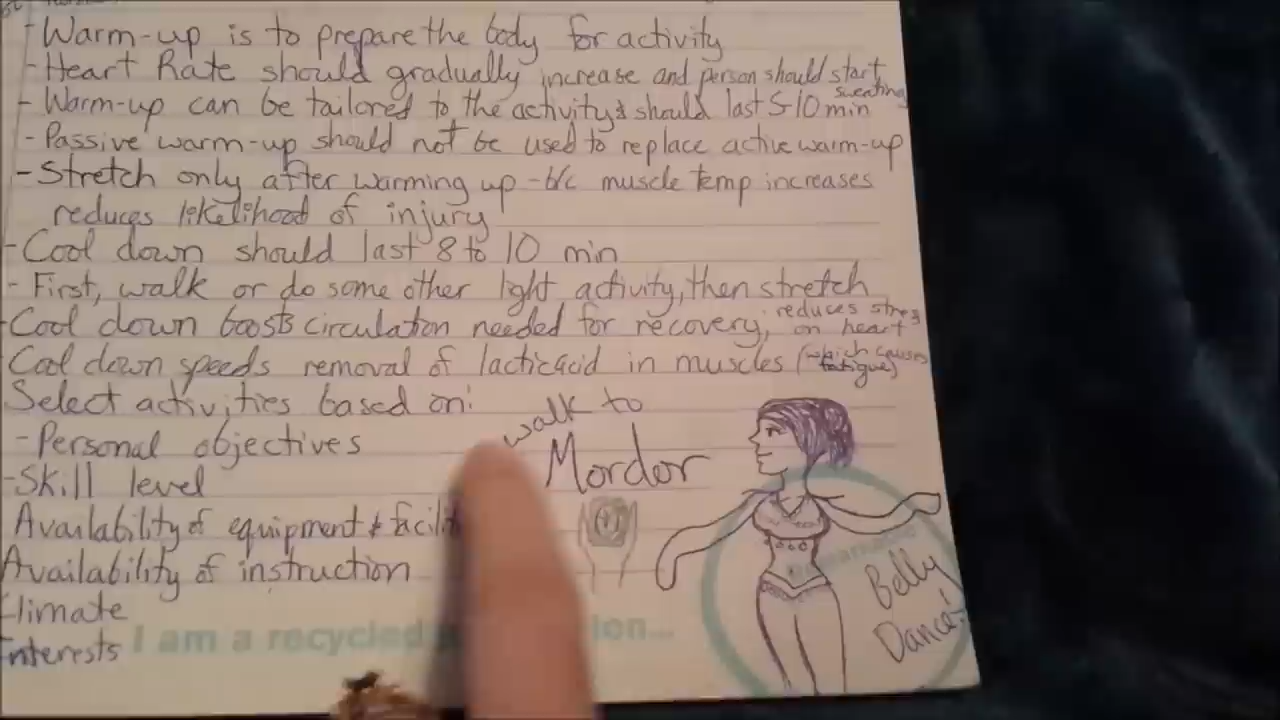 - Warm-up is to prepare the body for activity
- Heart Rate should gradually increase and person should start sweating
- Warm-up can be tailored to the activity & should last 5-10 min
- Passive warm-up should not be used to replace active warm-up
- Stretch only after warming up - b/c muscle temp increases
reduces likelihood of injury
- Cool down should last 8 to 10 min
- First, walk or do some other light activity, then stretch
- Cool down boosts circulation needed for recovery, reduces stress on heart
Cool down speeds removal of lactic acid in muscles (which causes fatigue)
Select activities based on:
- Personal objectives
- Skill level
Availability of equipment &
Availability of instruction
Climate
Interests
walk to
Mordor
Belly
Dance!
I am a recycled